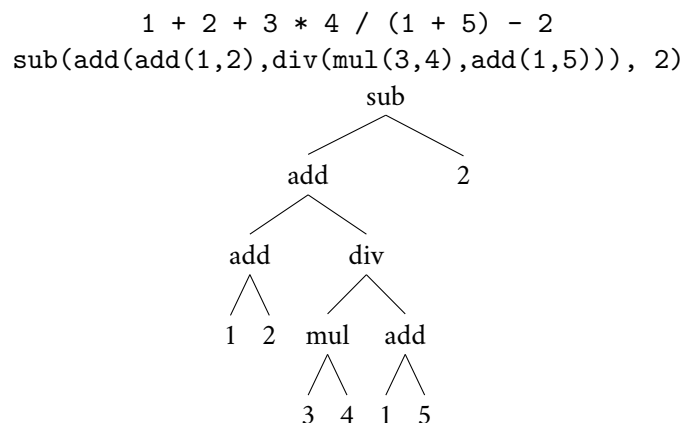 1 + 2 + 3 * 4 / (1 + 5) - 2
sub(add(add(1,2),div(mul(3,4),add(1,5))), 2)
sub
add 2
add div
1 2 mul add
3 4 1 5